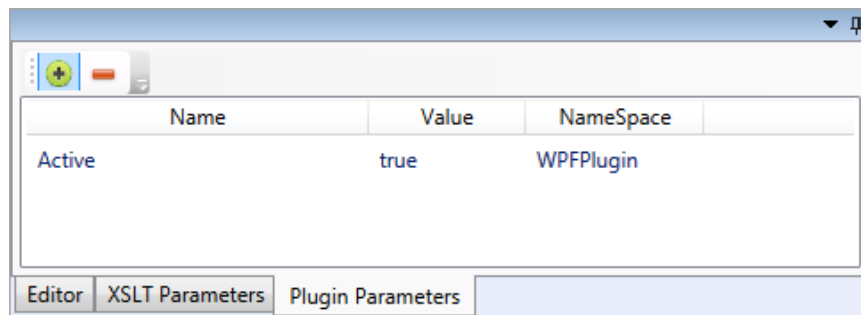 Name Value NameSpace
Active true WPFPlugin
Editor XSLT Parameters Plugin Parameters